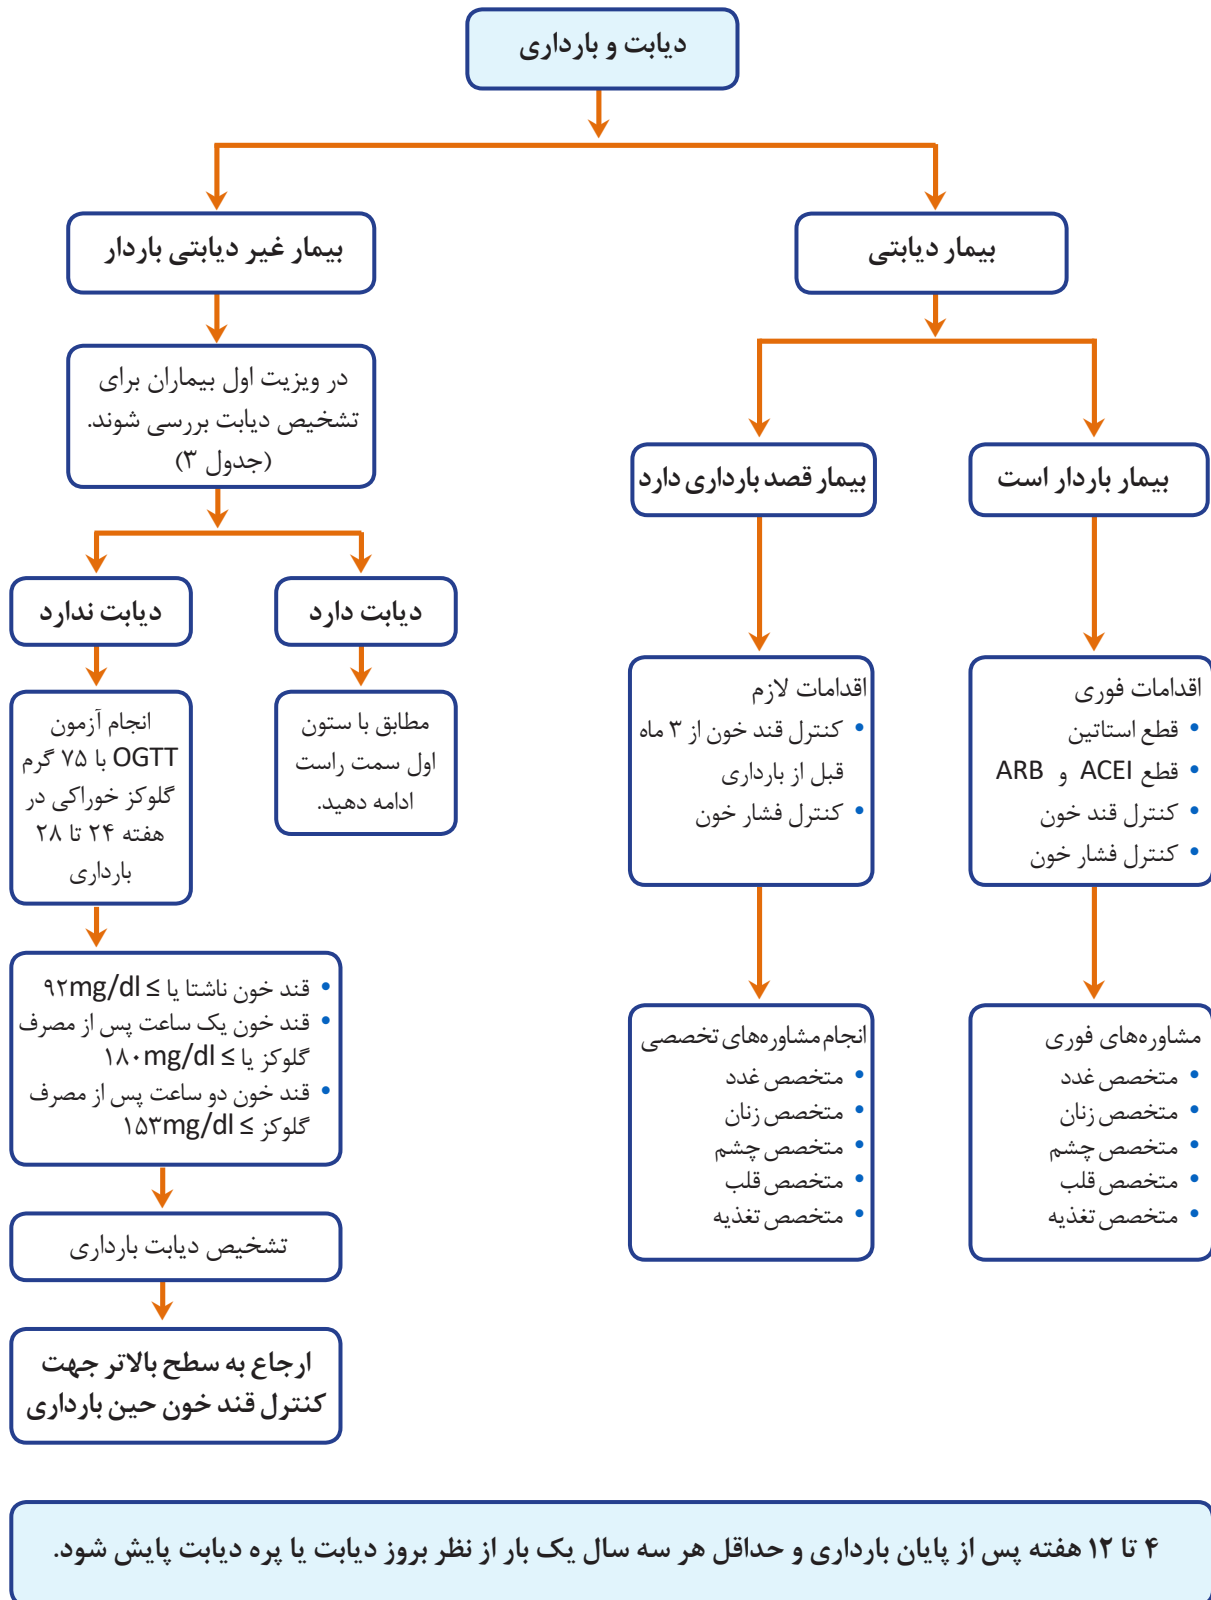 دیابت و بارداری
بیمار دیابتی
بیمار غیر دیابتی باردار
بیمار باردار است
بیمار قصد بارداری دارد
در ویزیت اول بیماران برای
تشخیص دیابت بررسی شوند.
(جدول ۳)
دیابت دارد
دیابت ندارد
اقدامات فوری
• قطع استاتین
• قطع ACEI و ARB
• کنترل قند خون
• کنترل فشار خون
اقدامات لازم
• کنترل قند خون از ۳ ماه
قبل از بارداری
• کنترل فشار خون
مطابق با ستون
اول سمت راست
ادامه دهید.
انجام آزمون
OGTT با ۷۵ گرم
گلوکز خوراکی در
هفته ۲۴ تا ۲۸
بارداری
مشاوره‌های فوری
• متخصص غدد
• متخصص زنان
• متخصص چشم
• متخصص قلب
• متخصص تغذیه
انجام مشاوره‌های تخصصی
• متخصص غدد
• متخصص زنان
• متخصص چشم
• متخصص قلب
• متخصص تغذیه
• قند خون ناشتا یا ≥ ۹۲mg/dl
• قند خون یک ساعت پس از مصرف
گلوکز یا ≥ ۱۸۰mg/dl
• قند خون دو ساعت پس از مصرف
گلوکز ≥ ۱۵۳mg/dl
تشخیص دیابت بارداری
ارجاع به سطح بالاتر جهت
کنترل قند خون حین بارداری
۴ تا ۱۲ هفته پس از پایان بارداری و حداقل هر سه سال یک بار از نظر بروز دیابت یا پره دیابت پایش شود.